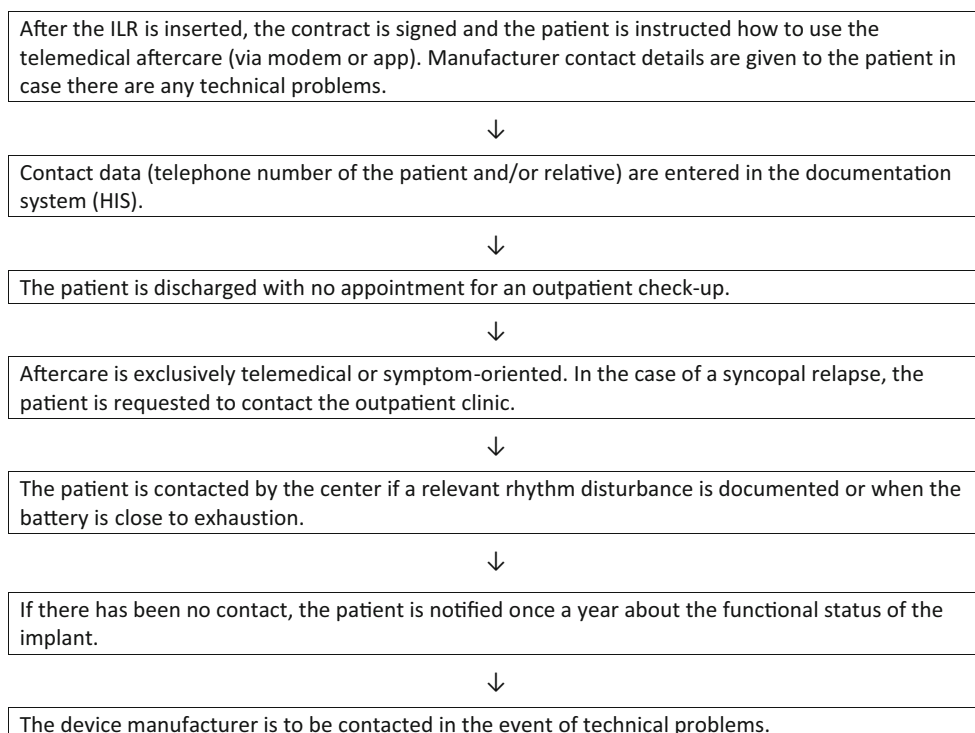 After the ILR is inserted, the contract is signed and the patient is instructed how to use the
telemedical aftercare (via modem or app). Manufacturer contact details are given to the patient in
case there are any technical problems.
↓
Contact data (telephone number of the patient and/or relative) are entered in the documentation
system (HIS).
↓
The patient is discharged with no appointment for an outpatient check-up.
↓
Aftercare is exclusively telemedical or symptom-oriented. In the case of a syncopal relapse, the
patient is requested to contact the outpatient clinic.
↓
The patient is contacted by the center if a relevant rhythm disturbance is documented or when the
battery is close to exhaustion.
↓
If there has been no contact, the patient is notified once a year about the functional status of the
implant.
↓
The device manufacturer is to be contacted in the event of technical problems.